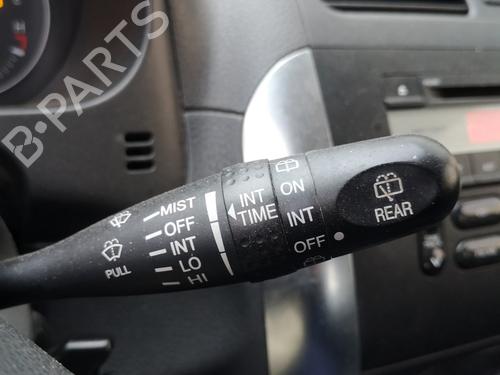 B-PARTS
MIST
OFF
INT
LO
HI
PULL
INT
TIME
ON
INT
OFF
REAR
H